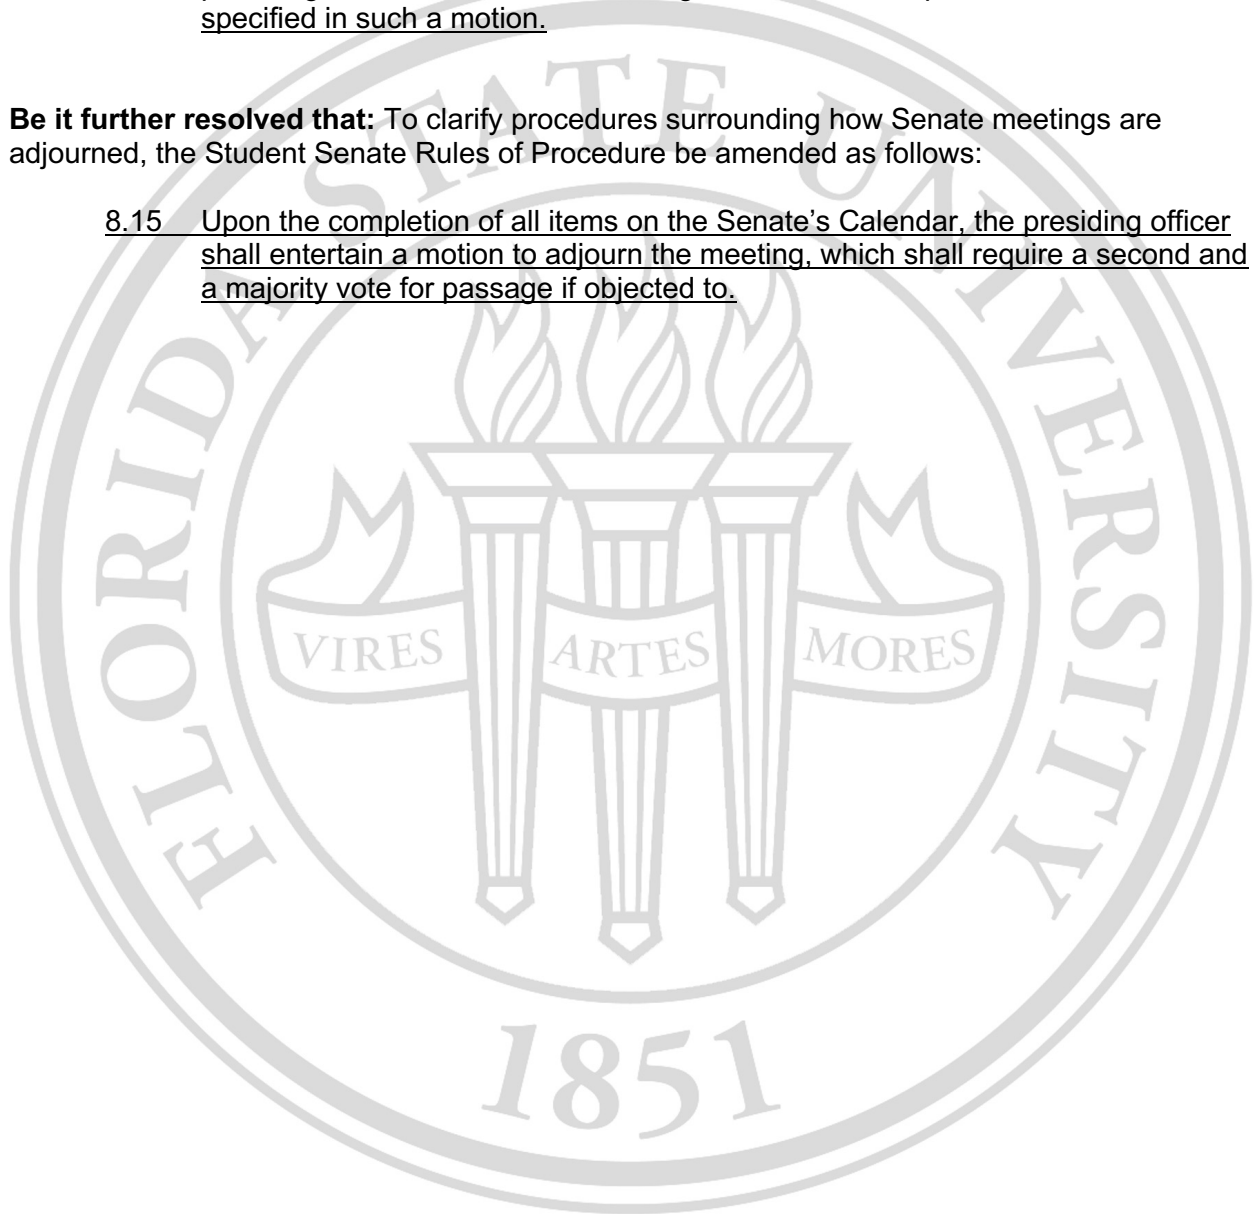 specified in such a motion.
Be it further resolved that: To clarify procedures surrounding how Senate meetings are
adjourned, the Student Senate Rules of Procedure be amended as follows:
8.15 Upon the completion of all items on the Senate’s Calendar, the presiding officer
shall entertain a motion to adjourn the meeting, which shall require a second and
a majority vote for passage if objected to.
FLORIDA STATE UNIVERSITY
VIRES ARTES MORES
1851